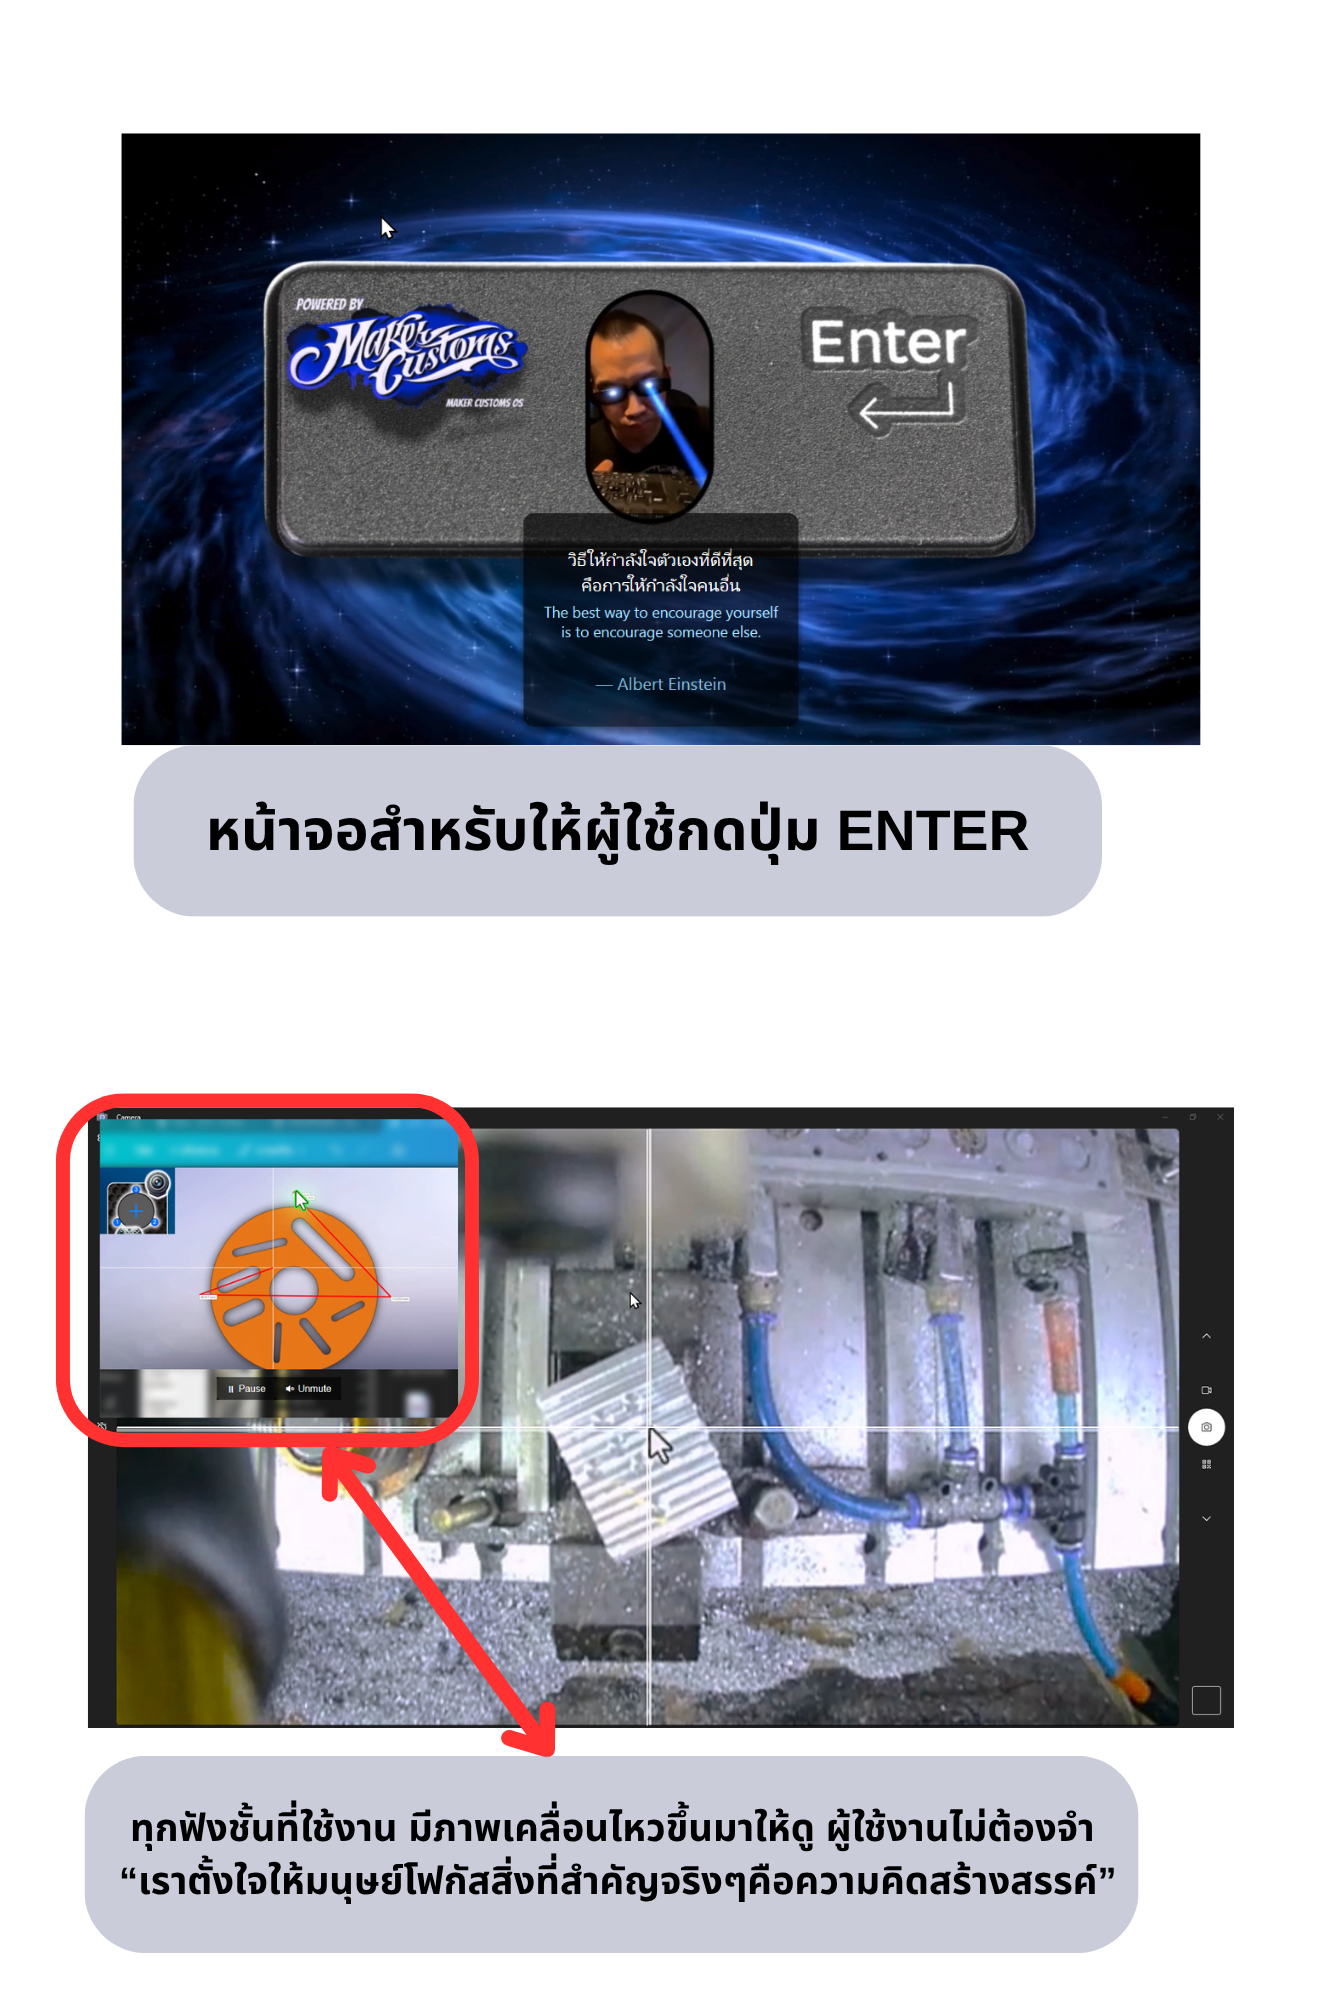 POWERED BY
Maker
Customs
MAKER CUSTOMS OS
Enter
วิธีให้กำลังใจตัวเองที่ดีที่สุด
คือการให้กำลังใจคนอื่น
The best way to encourage yourself
is to encourage someone else.
— Albert Einstein
หน้าจอสำหรับให้ผู้ใช้กดปุ่ม ENTER
Camera
Pause Unmute
ทุกฟังชั้นที่ใช้งาน มีภาพเคลื่อนไหวขึ้นมาให้ดู ผู้ใช้งานไม่ต้องจำ
“เราตั้งใจให้มนุษย์โฟกัสสิ่งที่สำคัญจริงๆคือความคิดสร้างสรรค์”